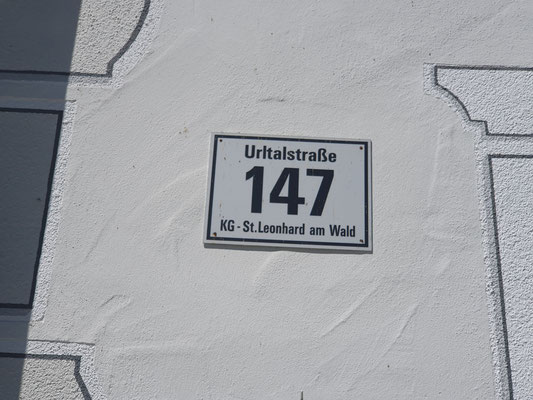 Urltalstraße
147
KG - St. Leonhard am Wald